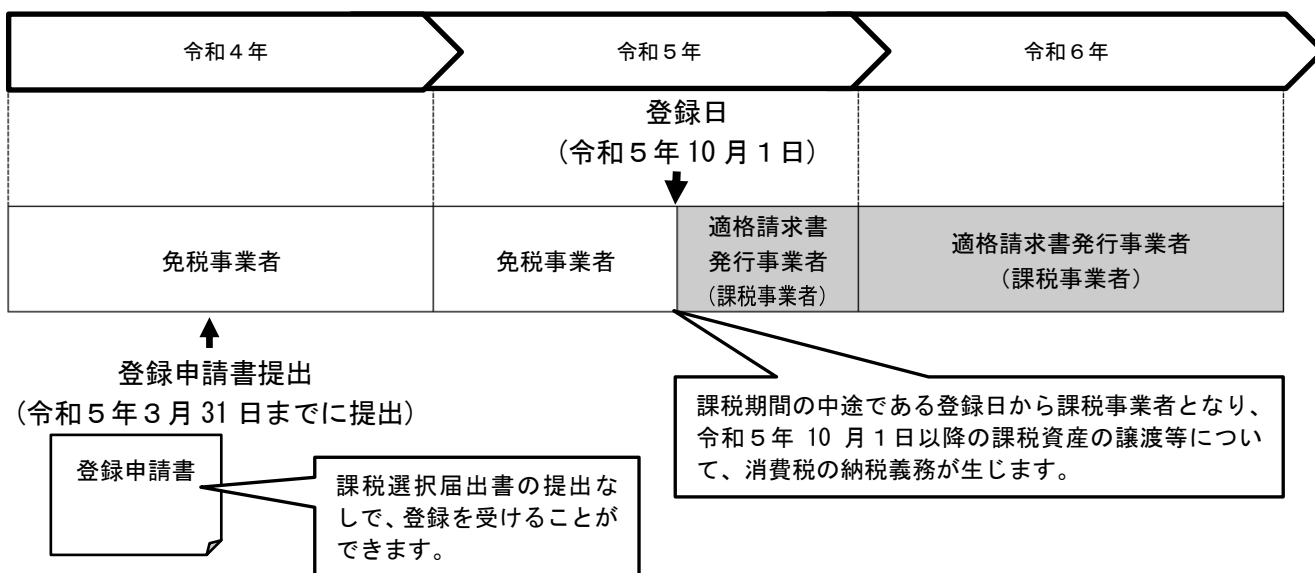 令和４年
令和５年
令和６年
登録日
（令和５年 10 月１日）
免税事業者
免税事業者
適格請求書
発行事業者
（課税事業者）
適格請求書発行事業者
（課税事業者）
登録申請書提出
（令和５年３月 31 日までに提出）
登録申請書
課税選択届出書の提出な
しで、登録を受けることが
できます。
課税期間の中途である登録日から課税事業者となり、
令和５年 10 月１日以降の課税資産の譲渡等につい
て、消費税の納税義務が生じます。